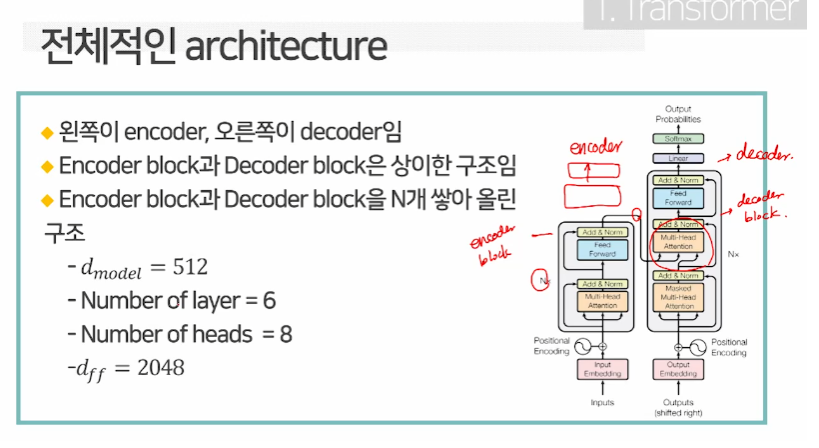 1. Transformer
전체적인 architecture
◆ 왼쪽이 encoder, 오른쪽이 decoder임
◆ Encoder block과 Decoder block은 상이한 구조임
◆ Encoder block과 Decoder block을 N개 쌓아 올린
구조
- d_model = 512
- Number of layer = 6
- Number of heads = 8
-d_ff = 2048
encoder
encoder
block
Add & Norm
Feed
Forward
N
Add & Norm
Multi-Head
Attention
Positional
Encoding
Input
Embedding
Inputs
Output
Probabilities
Softmax
Linear
decoder.
Add & Norm
Feed
Forward
decoder
block.
Add & Norm
Multi-Head
Attention
N×
Add & Norm
Masked
Multi-Head
Attention
Positional
Encoding
Output
Embedding
Outputs
(shifted right)